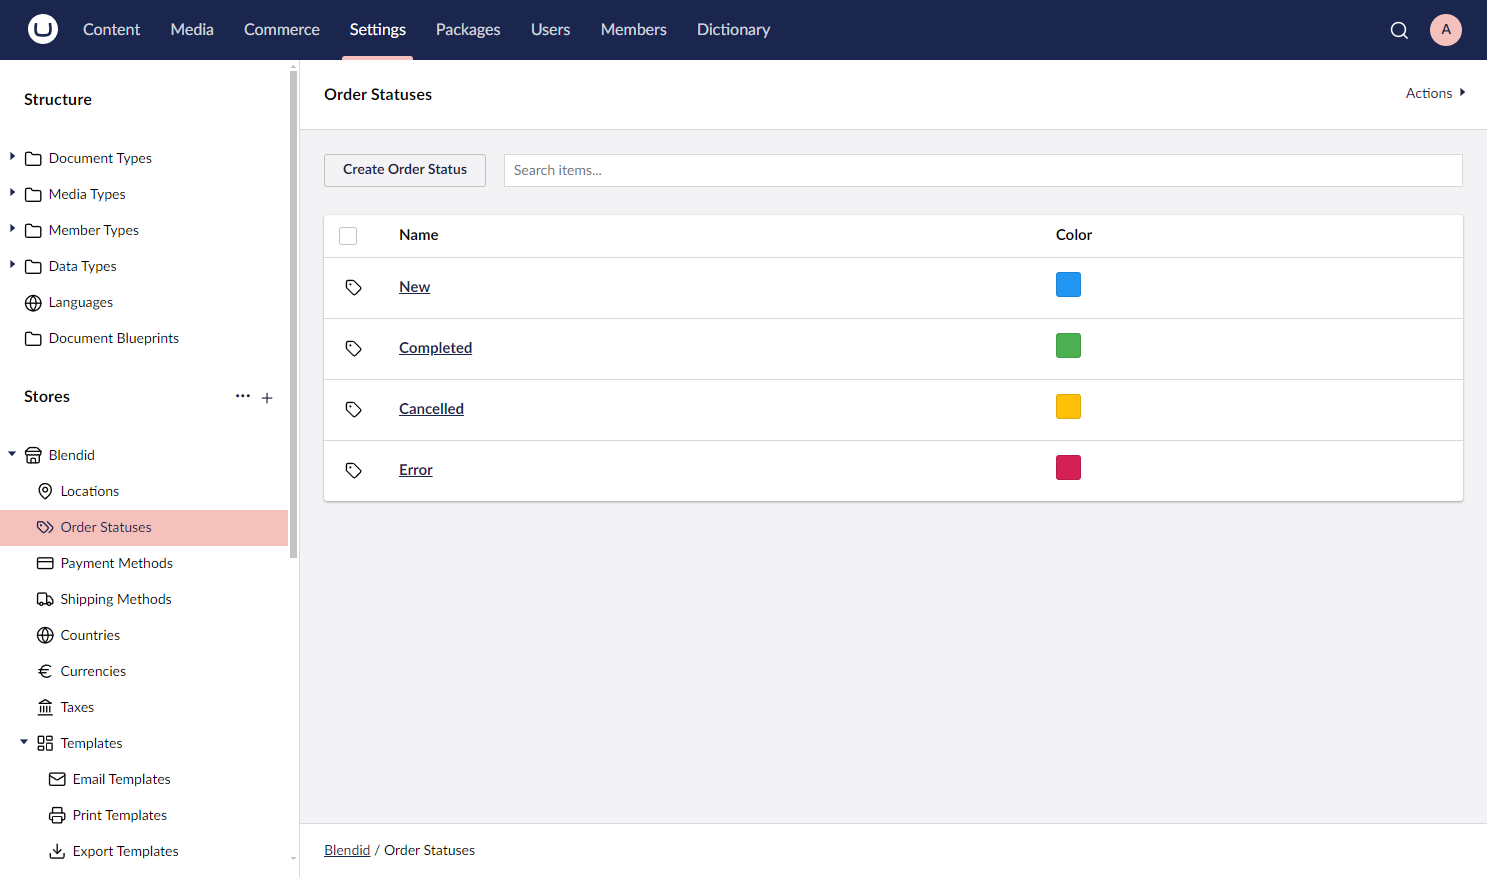 Content Media Commerce Settings Packages Users Members Dictionary A
Structure
Document Types
Media Types
Member Types
Data Types
Languages
Document Blueprints
Stores
Blendid
Locations
Order Statuses
Payment Methods
Shipping Methods
Countries
Currencies
Taxes
Templates
Email Templates
Print Templates
Export Templates
Order Statuses Actions
Create Order Status Search items...
Name Color
New
Completed
Cancelled
Error
Blendid / Order Statuses